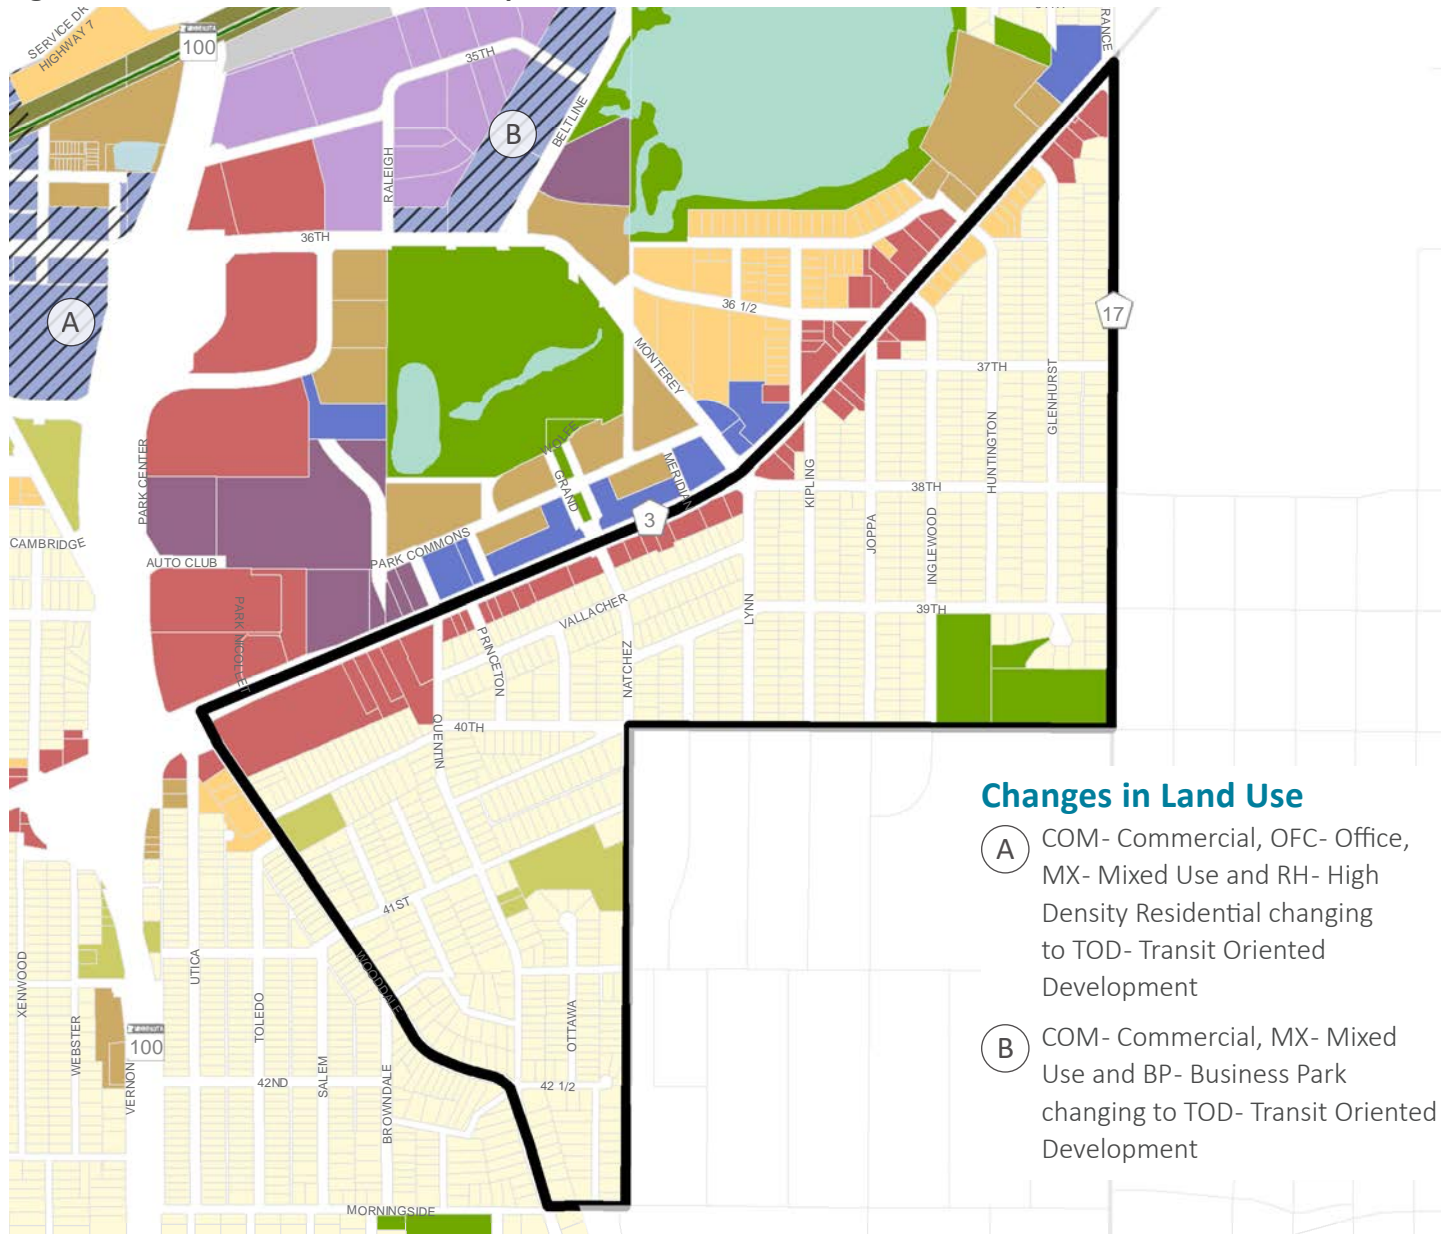 SERVICE DR
HIGHWAY 7
100
35TH
RANCE
B
BELTLINE
RALEIGH
36TH
A
36 1/2
17
MONTEREY
37TH
GLENHURST
HUNTINGTON
PARK CENTER
WOLFE
GRAND
MERIDIAN
KIPLING
38TH
3
JOPPA
INGLEWOOD
CAMBRIDGE
AUTO CLUB
PARK COMMONS
PARK NICOLLET
VALLACHER
LYNN
39TH
PRINCETON
NATCHEZ
QUENTIN
40TH
Changes in Land Use
A
COM- Commercial, OFC- Office,
MX- Mixed Use and RH- High
Density Residential changing
to TOD- Transit Oriented
Development
B
COM- Commercial, MX- Mixed
Use and BP- Business Park
changing to TOD- Transit Oriented
Development
41ST
WOODDALE
XENWOOD
WEBSTER
UTICA
TOLEDO
SALEM
OTTAWA
100
VERNON
42ND
BROWNDALE
42 1/2
MORNINGSIDE